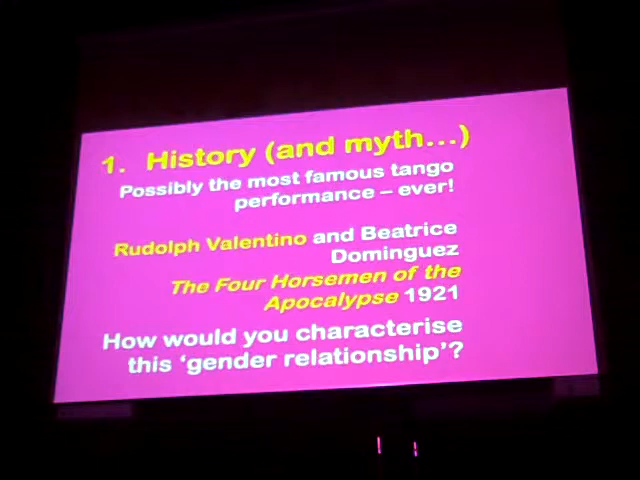 1. History (and myth...)
Possibly the most famous tango
performance – ever!
Rudolph Valentino and Beatrice
Dominguez
The Four Horsemen of the
Apocalypse 1921
How would you characterise
this ‘gender relationship’?